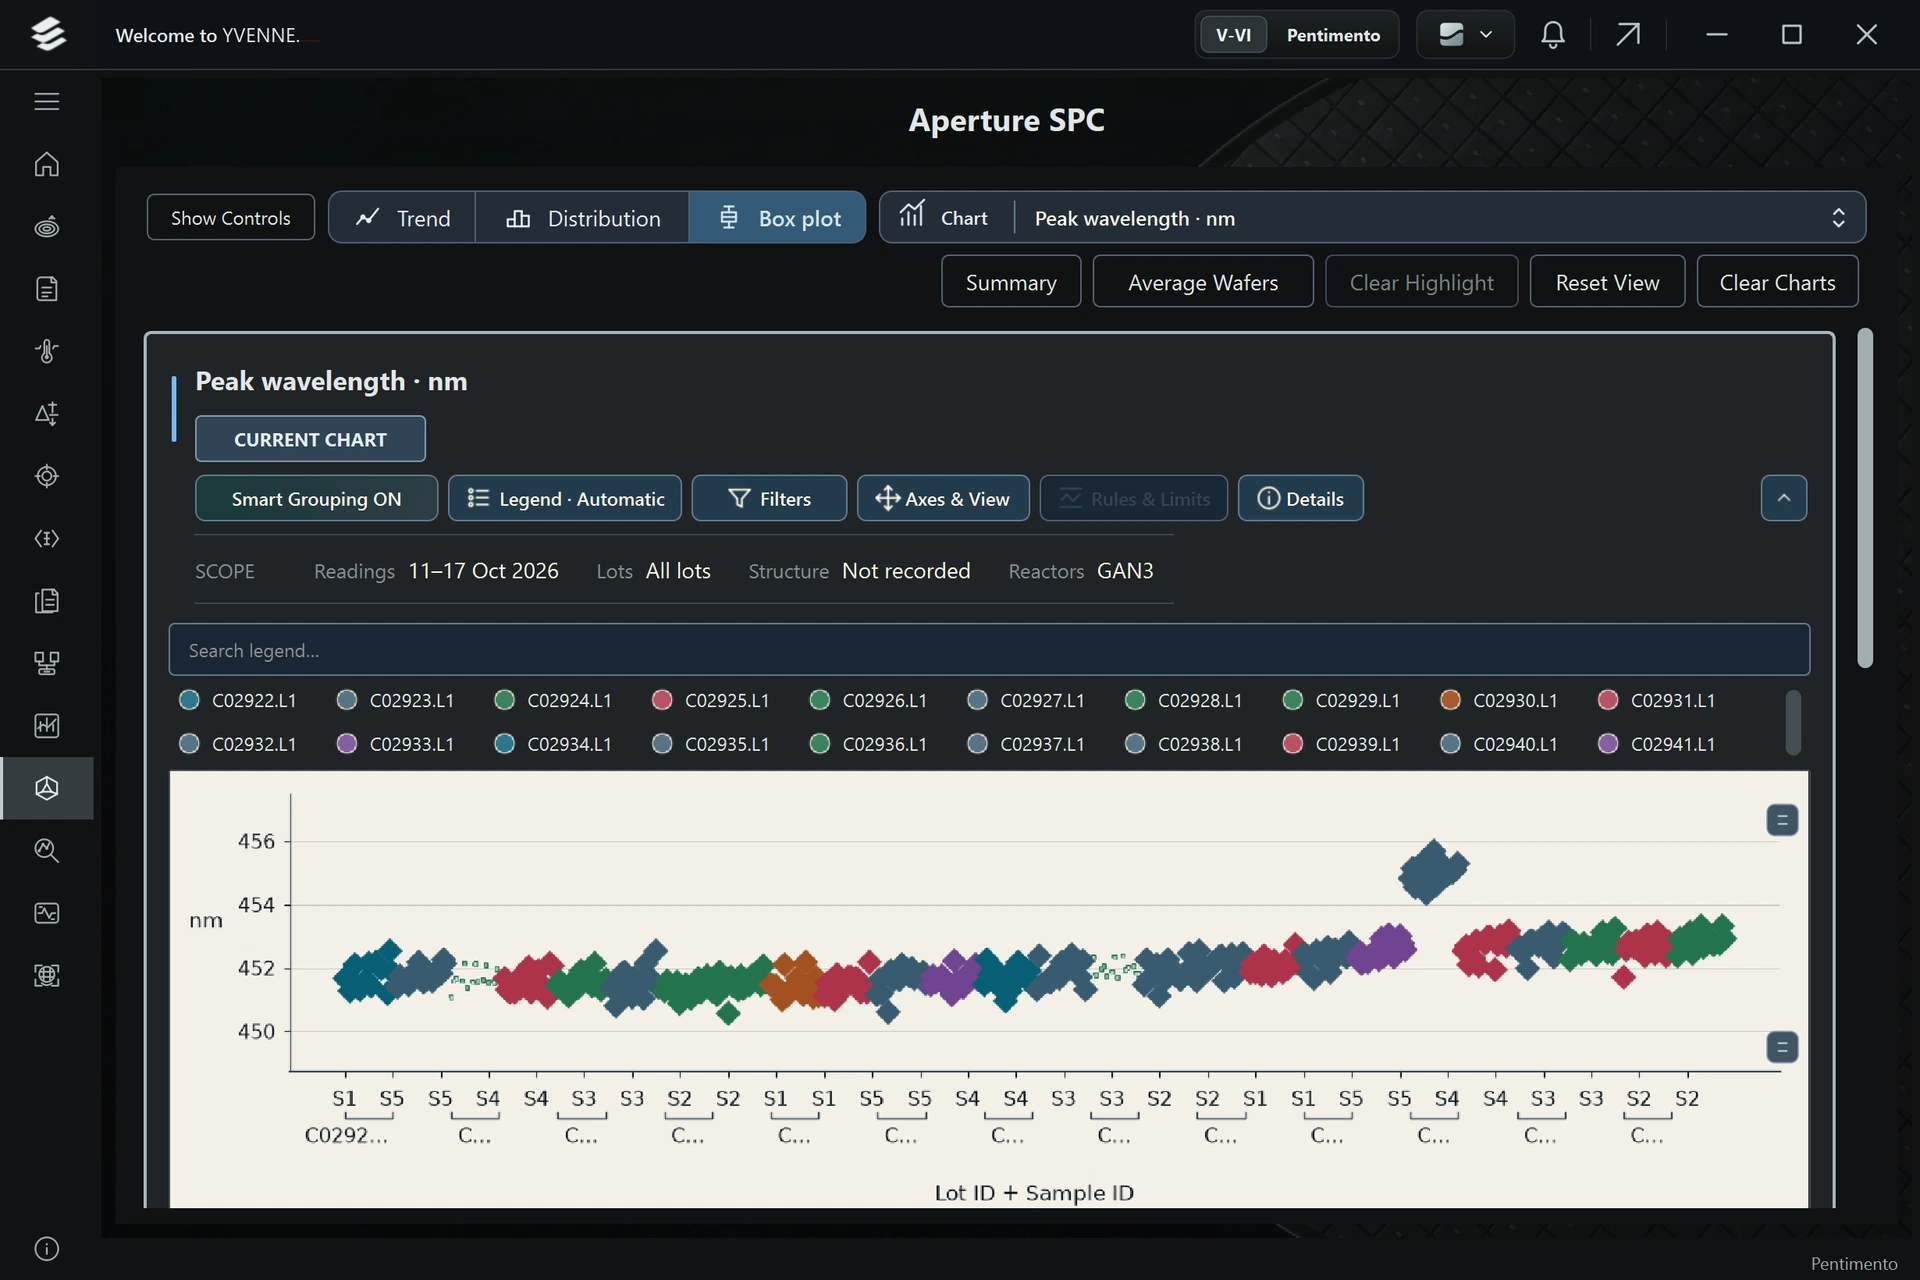 Welcome to YVENNE.
V-VI Pentimento
Aperture SPC
Show Controls
Trend
Distribution
Box plot
Chart
Peak wavelength · nm
Summary
Average Wafers
Clear Highlight
Reset View
Clear Charts
Peak wavelength · nm
CURRENT CHART
Smart Grouping ON
Legend · Automatic
Filters
Axes & View
Rules & Limits
Details
SCOPE Readings 11–17 Oct 2026 Lots All lots Structure Not recorded Reactors GAN3
Search legend...
C02922.L1 C02923.L1 C02924.L1 C02925.L1 C02926.L1 C02927.L1 C02928.L1 C02929.L1 C02930.L1 C02931.L1
C02932.L1 C02933.L1 C02934.L1 C02935.L1 C02936.L1 C02937.L1 C02938.L1 C02939.L1 C02940.L1 C02941.L1
456
454
nm
452
450
S1 S5 S5 S4 S4 S3 S3 S2 S2 S1 S1 S5 S5 S4 S4 S3 S3 S2 S2 S1 S1 S5 S5 S4 S4 S3 S3 S2 S2
C0292... C... C... C... C... C... C... C... C... C... C... C... C...
Lot ID + Sample ID
Pentimento